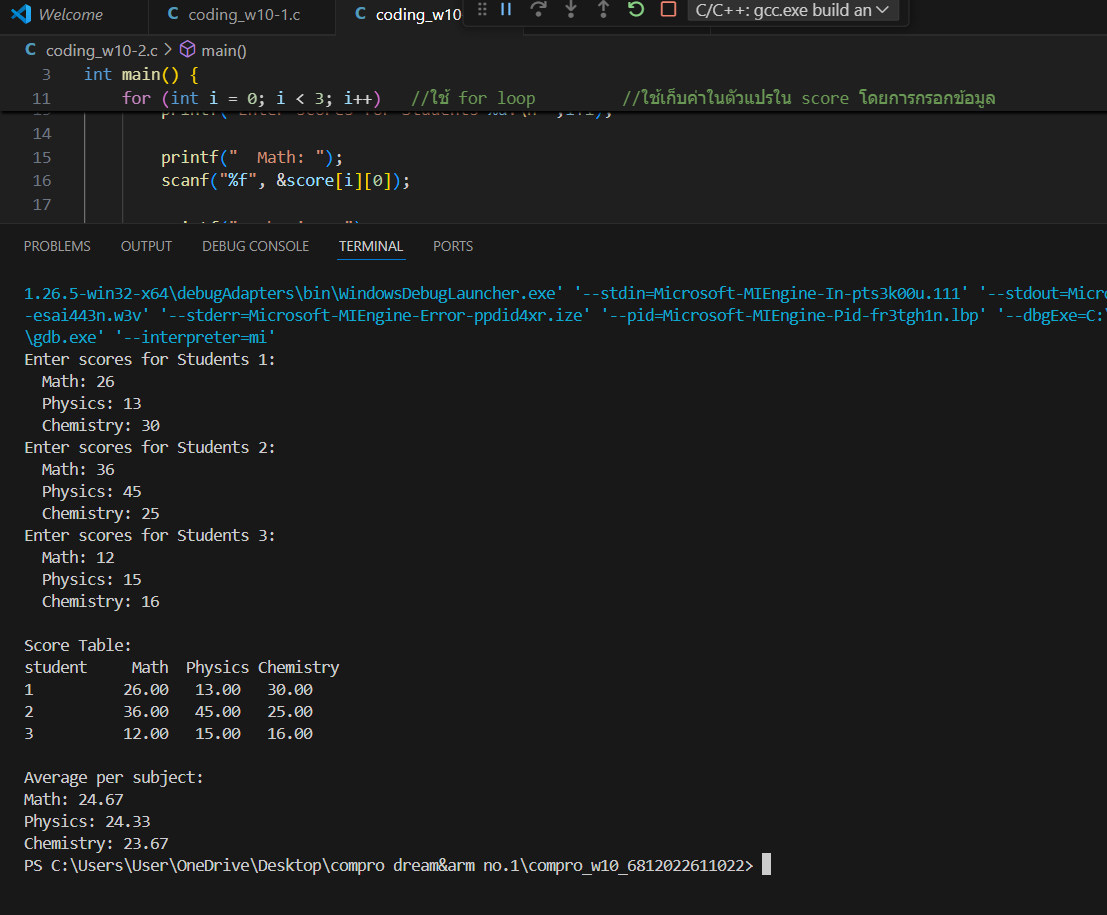 Welcome
C coding_w10-1.c
C coding_w10
C/C++: gcc.exe build an
C coding_w10-2.c > main()
3 int main() {
11 for (int i = 0; i < 3; i++) //ใช้ for loop //ใช้เก็บค่าในตัวแปรใน score โดยการกรอกข้อมูล
14
15 printf("  Math: ");
16 scanf("%f", &score[i][0]);
17
PROBLEMS OUTPUT DEBUG CONSOLE TERMINAL PORTS
1.26.5-win32-x64\debugAdapters\bin\WindowsDebugLauncher.exe' '--stdin=Microsoft-MIEngine-In-pts3k00u.111' '--stdout=Micro
-esai443n.w3v' '--stderr=Microsoft-MIEngine-Error-ppdid4xr.ize' '--pid=Microsoft-MIEngine-Pid-fr3tgh1n.lbp' '--dbgExe=C:
\gdb.exe' '--interpreter=mi'
Enter scores for Students 1:
  Math: 26
  Physics: 13
  Chemistry: 30
Enter scores for Students 2:
  Math: 36
  Physics: 45
  Chemistry: 25
Enter scores for Students 3:
  Math: 12
  Physics: 15
  Chemistry: 16
Score Table:
student     Math  Physics Chemistry
1          26.00   13.00   30.00
2          36.00   45.00   25.00
3          12.00   15.00   16.00
Average per subject:
Math: 24.67
Physics: 24.33
Chemistry: 23.67
PS C:\Users\User\OneDrive\Desktop\compro dream&arm no.1\compro_w10_6812022611022>